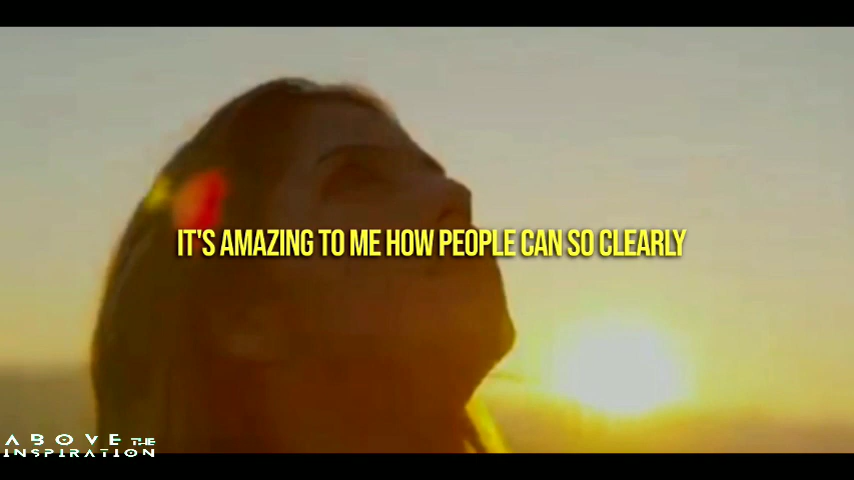 IT'S AMAZING TO ME HOW PEOPLE CAN SO CLEARLY
ABOVE THE
INSPIRATION